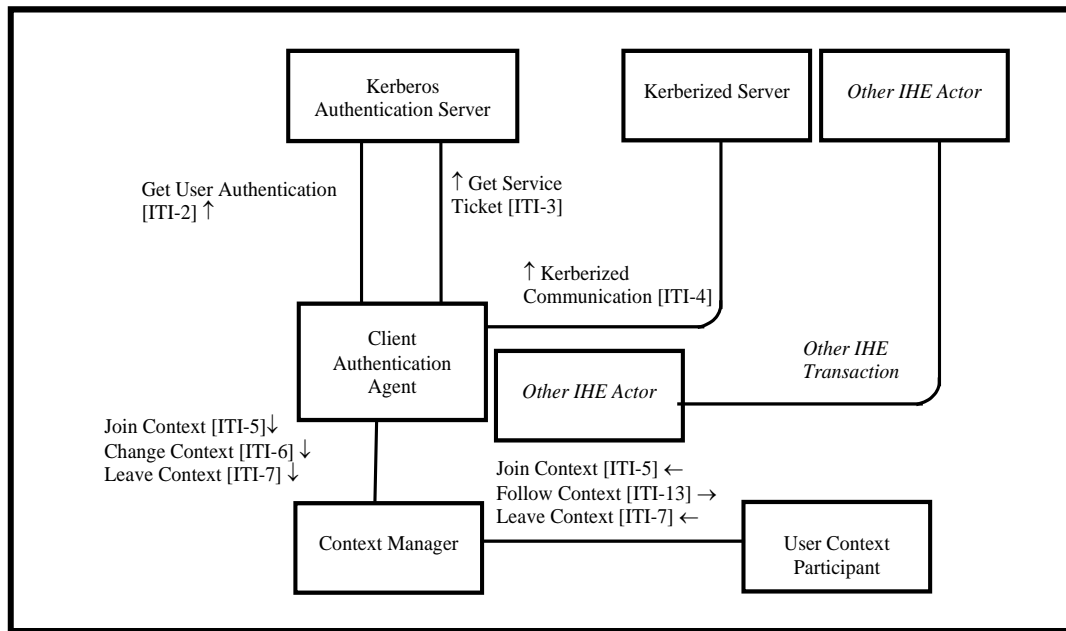 Kerberos
Authentication Server
Kerberized Server
Other IHE Actor
Get User Authentication
[ITI-2] ↑
↑ Get Service
Ticket [ITI-3]
↑ Kerberized
Communication [ITI-4]
Client
Authentication
Agent
Other IHE Actor
Other IHE
Transaction
Join Context [ITI-5]↓
Change Context [ITI-6] ↓
Leave Context [ITI-7] ↓
Join Context [ITI-5] ←
Follow Context [ITI-13] →
Leave Context [ITI-7] ←
Context Manager
User Context
Participant